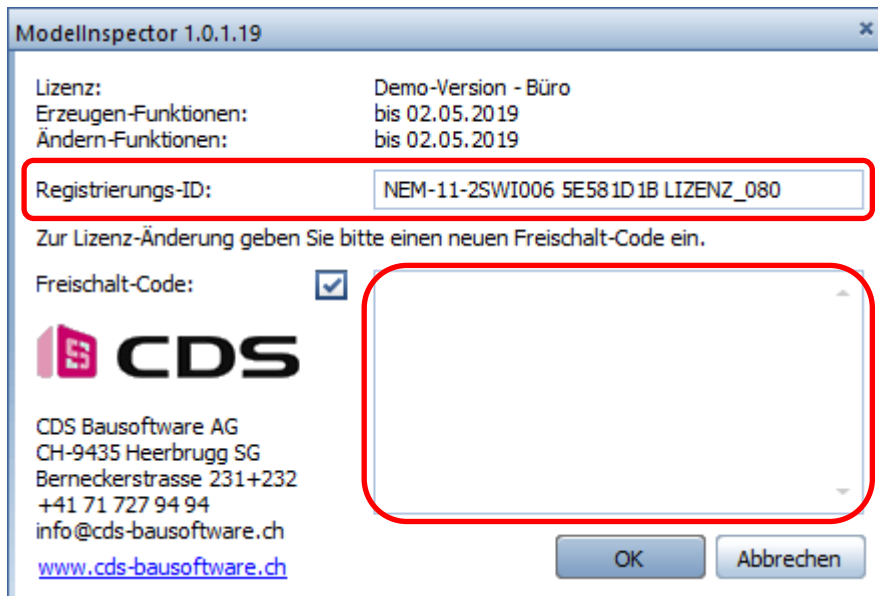 ModelInspector 1.0.1.19
Lizenz: Demo-Version - Büro
Erzeugen-Funktionen: bis 02.05.2019
Ändern-Funktionen: bis 02.05.2019
Registrierungs-ID: NEM-11-2SWI006 5E581D1B LIZENZ_080
Zur Lizenz-Änderung geben Sie bitte einen neuen Freischalt-Code ein.
Freischalt-Code:
CDS
CDS Bausoftware AG
CH-9435 Heerbrugg SG
Berneckerstrasse 231+232
+41 71 727 94 94
info@cds-bausoftware.ch
www.cds-bausoftware.ch
OK Abbrechen